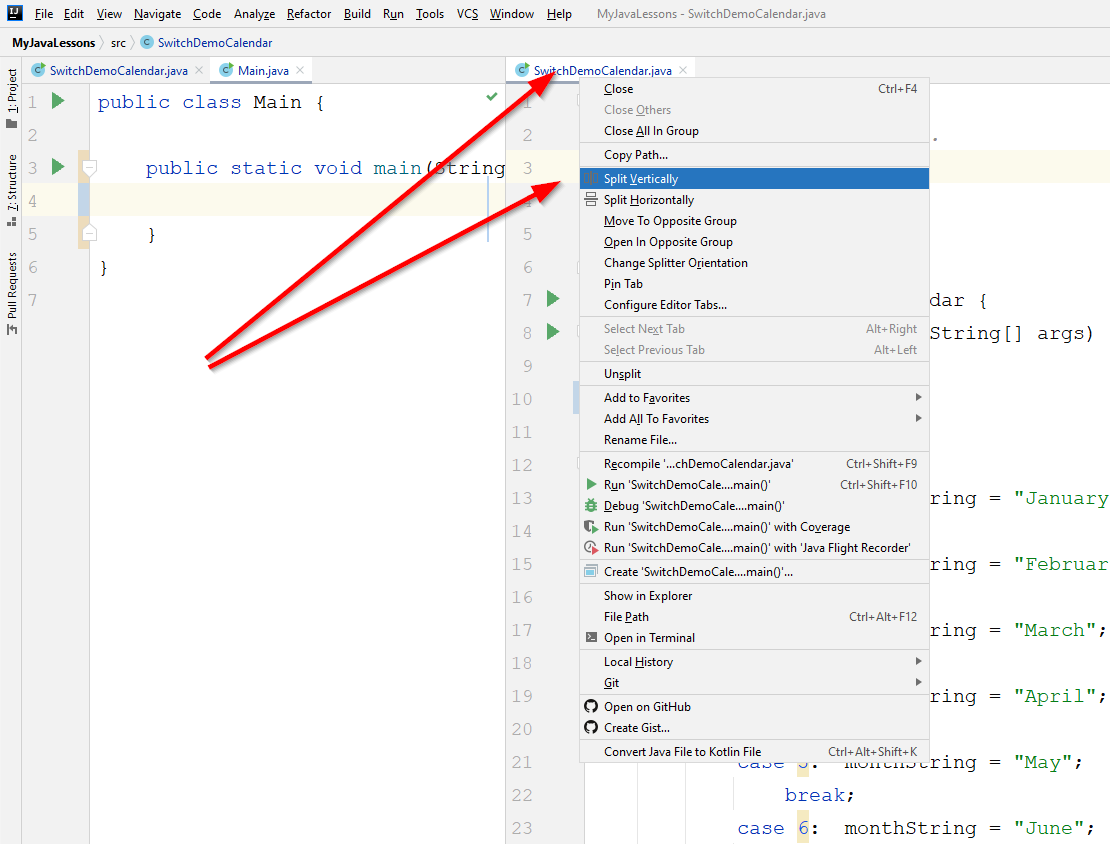 IJ File Edit View Navigate Code Analyze Refactor Build Run Tools VCS Window Help MyJavaLessons - SwitchDemoCalendar.java
MyJavaLessons src C SwitchDemoCalendar
1: Project
7: Structure
Pull Requests
C SwitchDemoCalendar.java C Main.java
1 public class Main {
2
3 public static void main(String
4
5 }
6 }
7
C SwitchDemoCalendar.java
Close Ctrl+F4
Close Others
Close All In Group
Copy Path...
Split Vertically
Split Horizontally
Move To Opposite Group
Open In Opposite Group
Change Splitter Orientation
Pin Tab
Configure Editor Tabs...
Select Next Tab Alt+Right
Select Previous Tab Alt+Left
Unsplit
Add to Favorites
Add All To Favorites
Rename File...
Recompile '...chDemoCalendar.java' Ctrl+Shift+F9
Run 'SwitchDemoCale....main()' Ctrl+Shift+F10
Debug 'SwitchDemoCale....main()'
Run 'SwitchDemoCale....main()' with Coverage
Run 'SwitchDemoCale....main()' with 'Java Flight Recorder'
Create 'SwitchDemoCale....main()'...
Show in Explorer
File Path Ctrl+Alt+F12
Open in Terminal
Local History
Git
Open on GitHub
Create Gist...
Convert Java File to Kotlin File Ctrl+Alt+Shift+K
1
2 .
3
5
6
7 dar {
8 String[] args)
9
10
11
12
13 ring = "January
14
15 ring = "Februar
16
17 ring = "March";
18
19 ring = "April";
20
21 case 5: monthString = "May";
22 break;
23 case 6: monthString = "June";